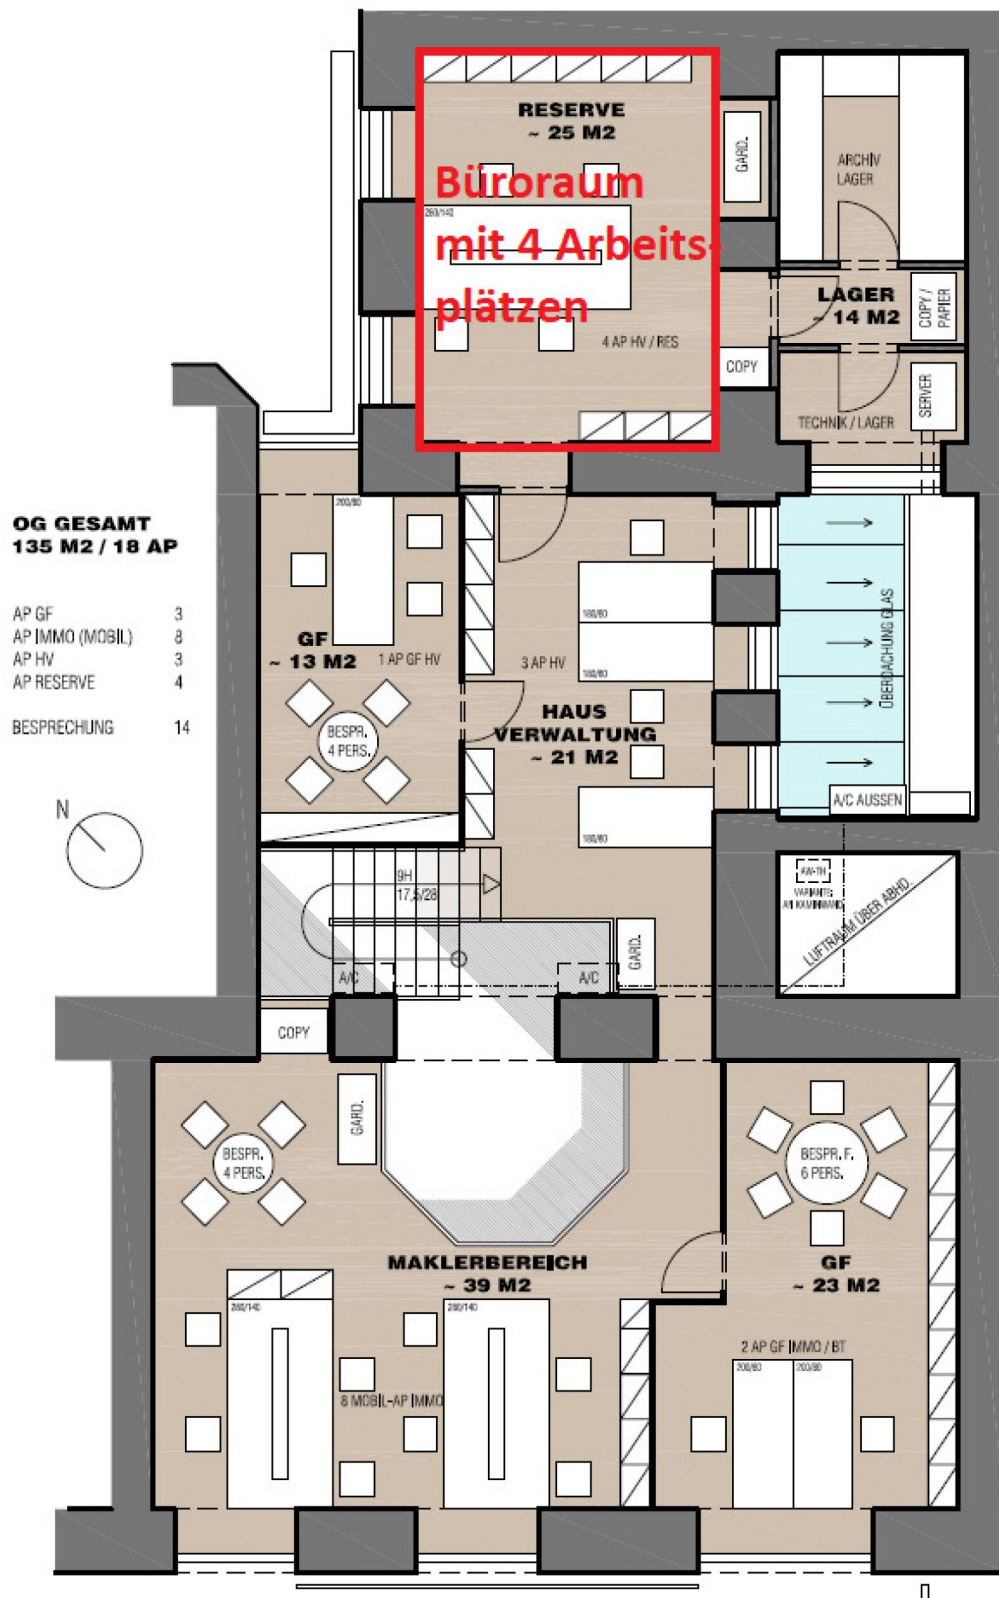 RESERVE
~ 25 M2
Büroraum
mit 4 Arbeits-
plätzen
280/140
4 AP HV / RES
GARD.
ARCHIV
LAGER
LAGER
~ 14 M2
COPY /
PAPIER
COPY
SERVER
TECHNIK / LAGER
OG GESAMT
135 M2 / 18 AP
AP GF 3
AP IMMO (MOBIL) 8
AP HV 3
AP RESERVE 4
BESPRECHUNG 14
N
200/80
GF
~ 13 M2
1 AP GF HV
BESPR.
4 PERS.
180/80
180/80
3 AP HV
HAUS
VERWALTUNG
~ 21 M2
180/80
ÜBERDACHUNG GLAS
A/C AUSSEN
AW-TH
VARIANTE:
AN KAMINWAND
LUFTRAUM ÜBER ABHD.
9H
17,5/28
A/C
A/C
GARD.
COPY
GARD.
BESPR.
4 PERS.
BESPR. F.
6 PERS.
MAKLERBEREICH
~ 39 M2
GF
~ 23 M2
280/140
280/140
8 MOBIL-AP IMMO
2 AP GF IMMO / BT
200/80
200/80